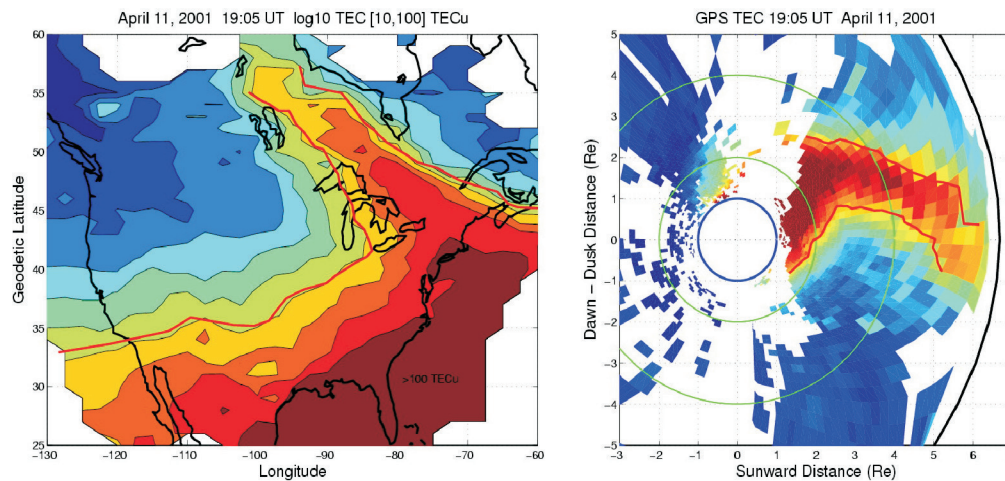 April 11, 2001 19:05 UT log10 TEC [10,100] TECu
60
55
50
45
40
35
30
25
Geodetic Latitude
>100 TECu
-130 -120 -110 -100 -90 -80 -70 -60
Longitude
GPS TEC 19:05 UT April 11, 2001
5
4
3
2
1
0
-1
-2
-3
-4
-5
Dawn - Dusk Distance (Re)
-3 -2 -1 0 1 2 3 4 5 6
Sunward Distance (Re)